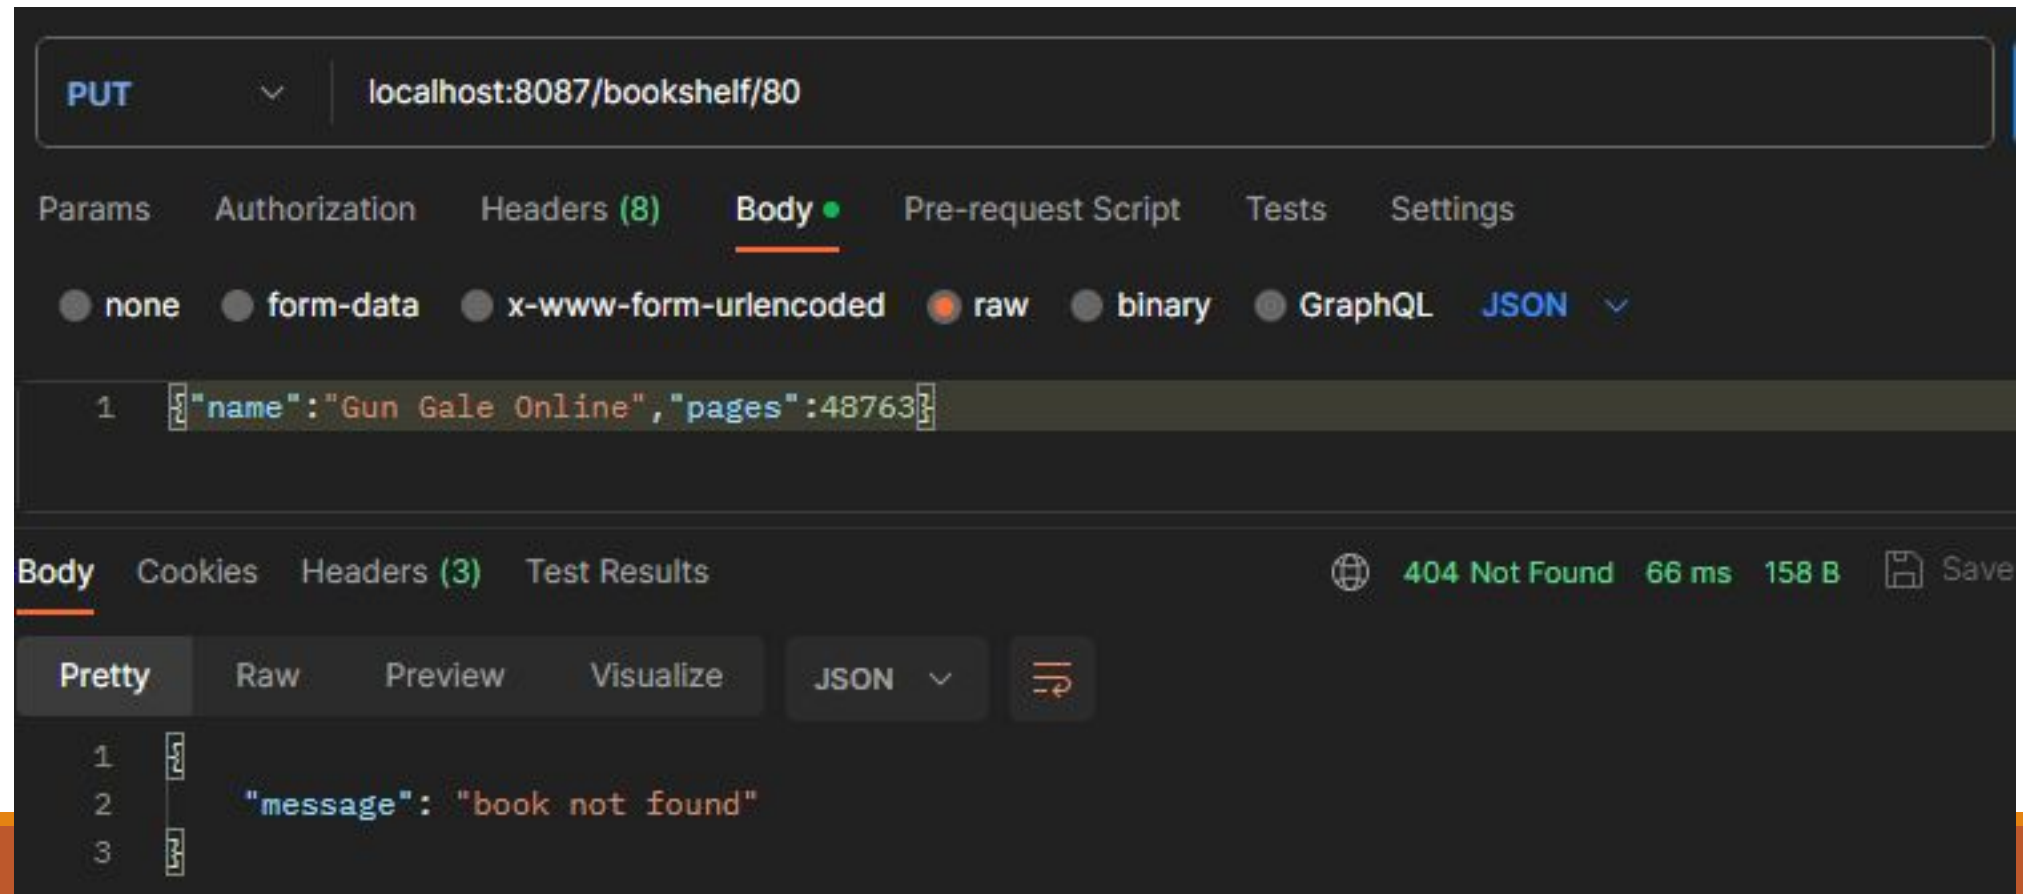 PUT localhost:8087/bookshelf/80
Params Authorization Headers (8) Body Pre-request Script Tests Settings
none form-data x-www-form-urlencoded raw binary GraphQL JSON
1 {"name":"Gun Gale Online","pages":48763}
Body Cookies Headers (3) Test Results 404 Not Found 66 ms 158 B Save
Pretty Raw Preview Visualize JSON
1 {
2 "message": "book not found"
3 }